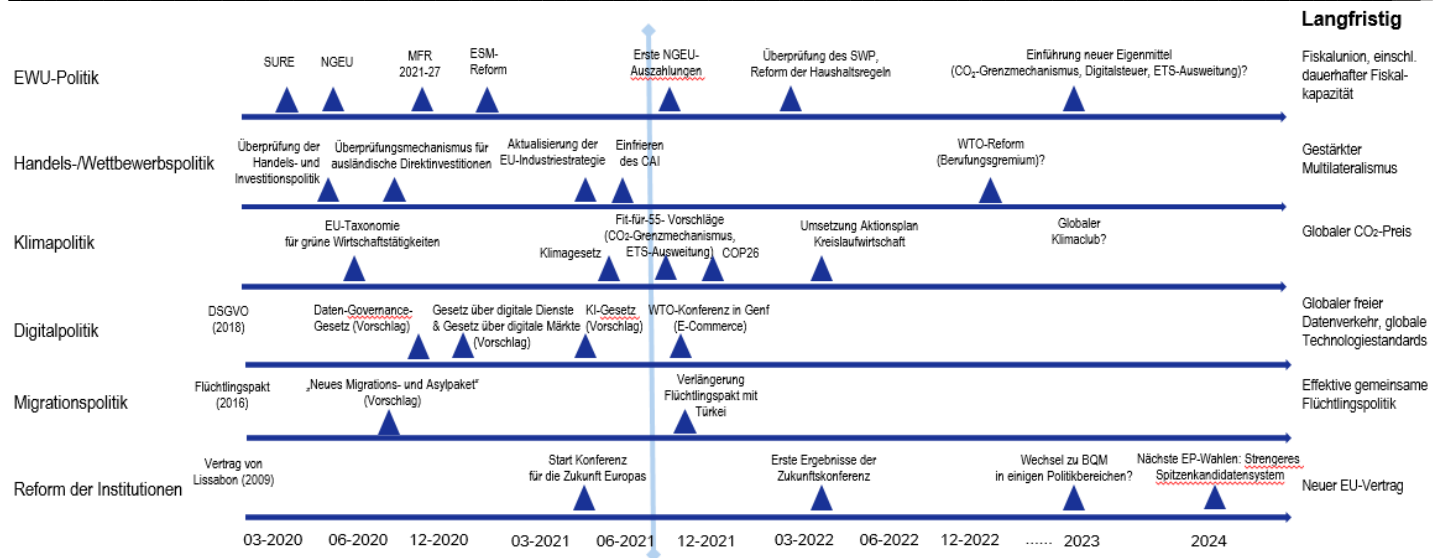 Langfristig
EWU-Politik
SURE
NGEU
MFR
2021-27
ESM-
Reform
Erste NGEU-
Auszahlungen
Überprüfung des SWP,
Reform der Haushaltsregeln
Einführung neuer Eigenmittel
(CO₂-Grenzmechanismus, Digitalsteuer, ETS-Ausweitung)?
Fiskalunion, einschl.
dauerhafter Fiskal-
kapazität
Handels-/Wettbewerbspolitik
Überprüfung der
Handels- und
Investitionspolitik
Überprüfungsmechanismus für
ausländische Direktinvestitionen
Aktualisierung der
EU-Industriestrategie
Einfrieren
des CAI
WTO-Reform
(Berufungsgremium)?
Gestärkter
Multilateralismus
Klimapolitik
EU-Taxonomie
für grüne Wirtschaftstätigkeiten
Klimagesetz
Fit-für-55- Vorschläge
(CO₂-Grenzmechanismus,
ETS-Ausweitung)
COP26
Umsetzung Aktionsplan
Kreislaufwirtschaft
Globaler
Klimaclub?
Globaler CO₂-Preis
Digitalpolitik
DSGVO
(2018)
Daten-Governance-
Gesetz (Vorschlag)
Gesetz über digitale Dienste
& Gesetz über digitale Märkte
(Vorschlag)
KI-Gesetz
(Vorschlag)
WTO-Konferenz in Genf
(E-Commerce)
Globaler freier
Datenverkehr, globale
Technologiestandards
Migrationspolitik
Flüchtlingspakt
(2016)
„Neues Migrations- und Asylpaket“
(Vorschlag)
Verlängerung
Flüchtlingspakt mit
Türkei
Effektive gemeinsame
Flüchtlingspolitik
Reform der Institutionen
Vertrag von
Lissabon (2009)
Start Konferenz
für die Zukunft Europas
Erste Ergebnisse der
Zukunftskonferenz
Wechsel zu BQM
in einigen Politikbereichen?
Nächste EP-Wahlen: Strengeres
Spitzenkandidatensystem
Neuer EU-Vertrag
03-2020 06-2020 12-2020 03-2021 06-2021 12-2021 03-2022 06-2022 12-2022 ...... 2023 2024